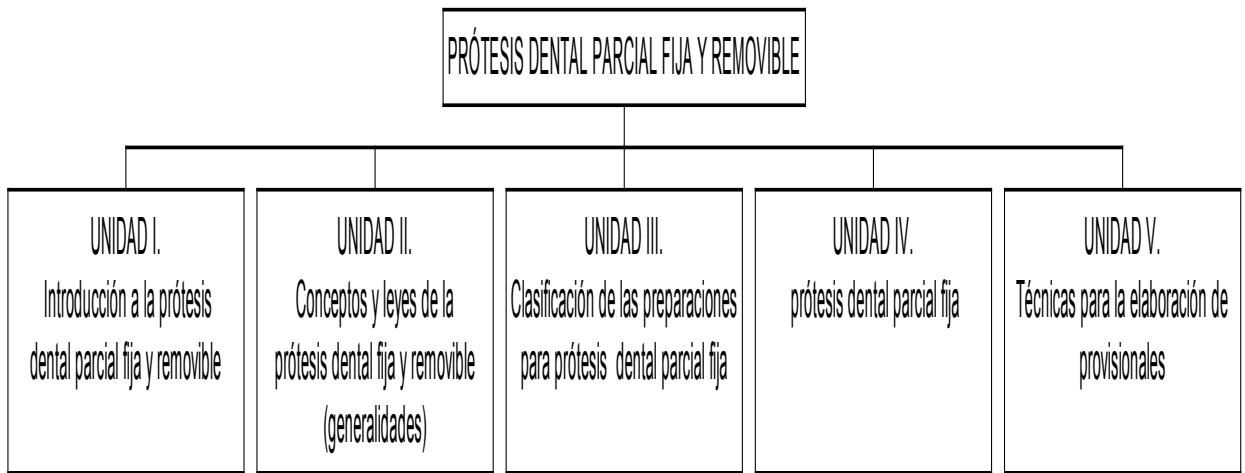 PRÓTESIS DENTAL PARCIAL FIJA Y REMOVIBLE
UNIDAD I.
Introducción a la prótesis
dental parcial fija y removible
UNIDAD II.
Conceptos y leyes de la
prótesis dental fija y removible
(generalidades)
UNIDAD III.
Clasificación de las preparaciones
para prótesis dental parcial fija
UNIDAD IV.
prótesis dental parcial fija
UNIDAD V.
Técnicas para la elaboración de
provisionales